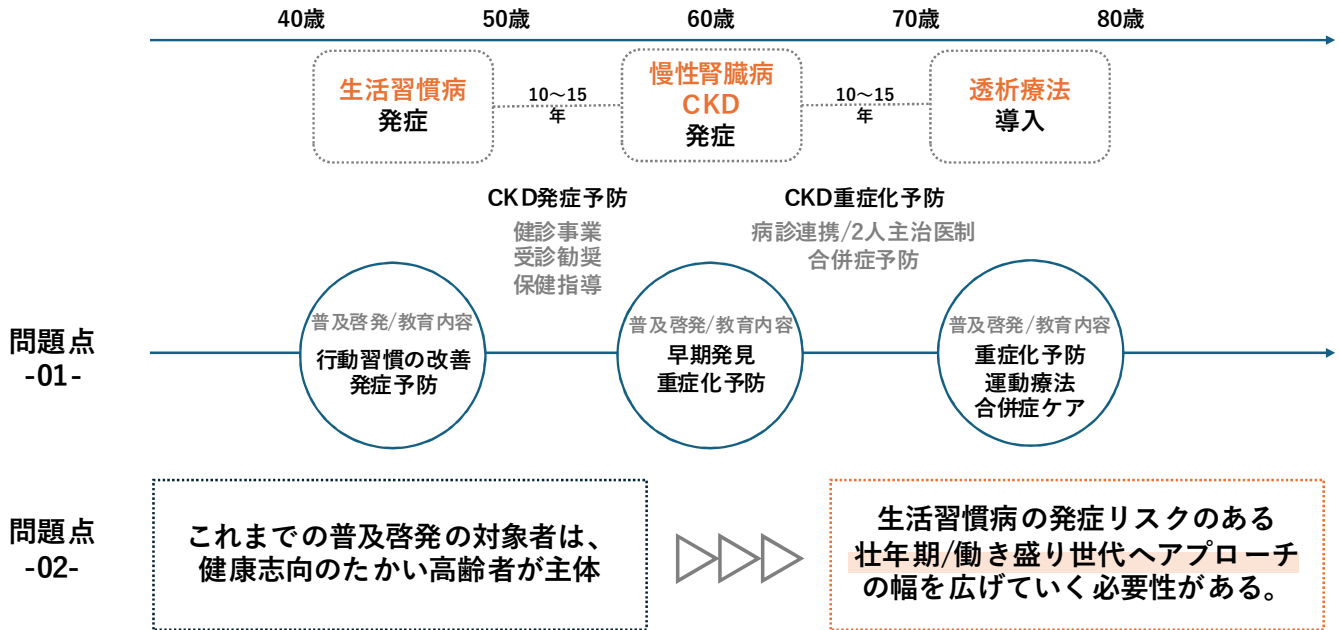 40歳
50歳
60歳
70歳
80歳
生活習慣病
発症
10～15
年
慢性腎臓病
CKD
発症
10～15
年
透析療法
導入
CKD発症予防
健診事業
受診勧奨
保健指導
CKD重症化予防
病診連携/2人主治医制
合併症予防
問題点
-01-
普及啓発/教育内容
行動習慣の改善
発症予防
普及啓発/教育内容
早期発見
重症化予防
普及啓発/教育内容
重症化予防
運動療法
合併症ケア
問題点
-02-
これまでの普及啓発の対象者は、
健康志向のたかい高齢者が主体
生活習慣病の発症リスクのある
壮年期/働き盛り世代へアプローチ
の幅を広げていく必要性がある。